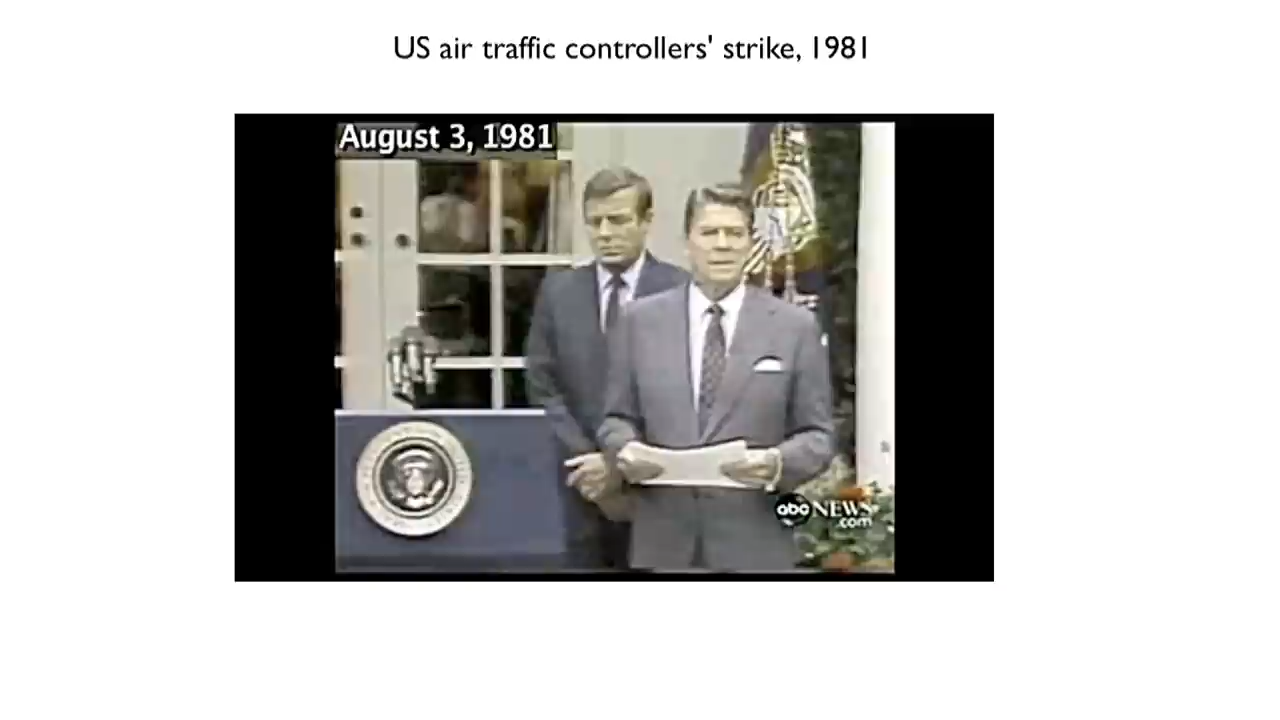 US air traffic controllers' strike, 1981
August 3, 1981
abc NEWS
.com